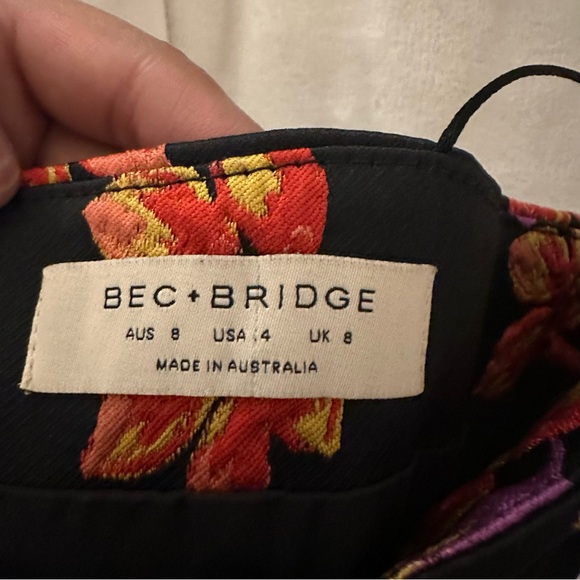 BEC+BRIDGE
AUS 8 USA 4 UK 8
MADE IN AUSTRALIA